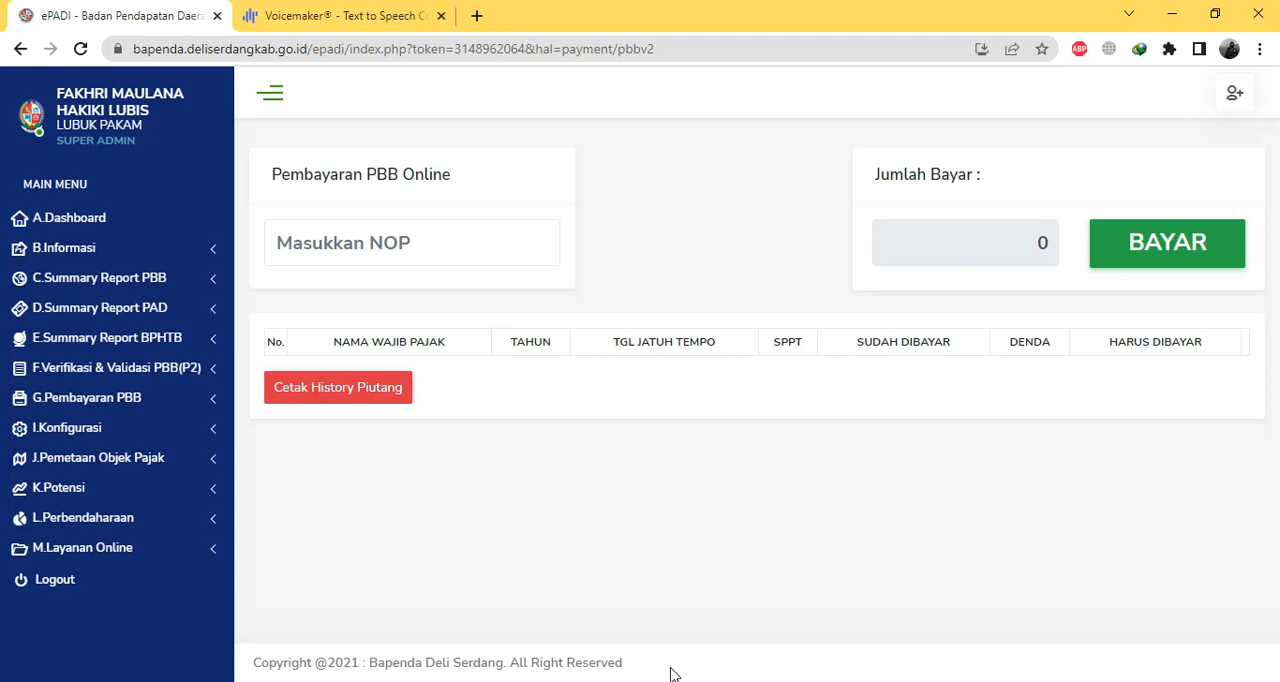 ePADI - Badan Pendapatan Daera
Voicemaker® - Text to Speech Co
bapenda.deliserdangkab.go.id/epadi/index.php?token=3148962064&hal=payment/pbbv2
ABP
FAKHRI MAULANA
HAKIKI LUBIS
LUBUK PAKAM
SUPER ADMIN
MAIN MENU
A.Dashboard
B.Informasi
C.Summary Report PBB
D.Summary Report PAD
E.Summary Report BPHTB
F.Verifikasi & Validasi PBB(P2)
G.Pembayaran PBB
I.Konfigurasi
J.Pemetaan Objek Pajak
K.Potensi
L.Perbendaharaan
M.Layanan Online
Logout
Pembayaran PBB Online
Masukkan NOP
Jumlah Bayar :
0
BAYAR
No. NAMA WAJIB PAJAK TAHUN TGL JATUH TEMPO SPPT SUDAH DIBAYAR DENDA HARUS DIBAYAR
Cetak History Piutang
Copyright @2021 : Bapenda Deli Serdang. All Right Reserved